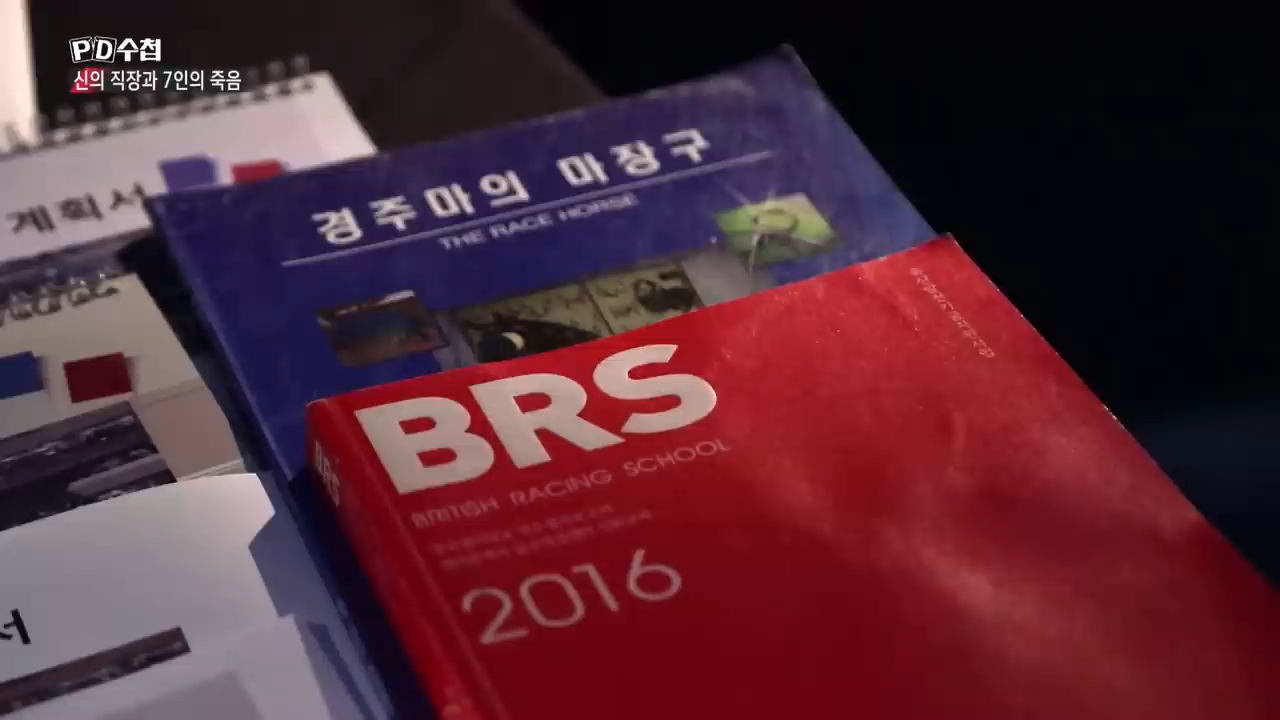 PD수첩
신의 직장과 7인의 죽음
계획서
경주마의 마장구
THE RACE HORSE
BRS
BRITISH RACING SCHOOL
2016
BRS
서